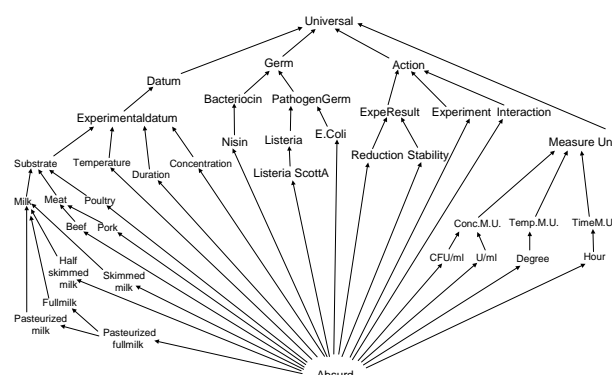 Universal
Germ
Action
Datum
Bacteriocin
PathogenGerm
Experimentaldatum
ExpeResult
Experiment
Interaction
E.Coli
Nisin
Listeria
Measure Un
Substrate
Temperature
Duration
Concentration
Reduction
Stability
Listeria ScottA
Milk
Meat
Poultry
Beef
Pork
Conc.M.U.
Temp.M.U.
TimeM.U.
Half
skimmed
milk
Skimmed
milk
CFU/ml
U/ml
Degree
Hour
Fullmilk
Pasteurized
milk
Pasteurized
fullmilk
Absurd